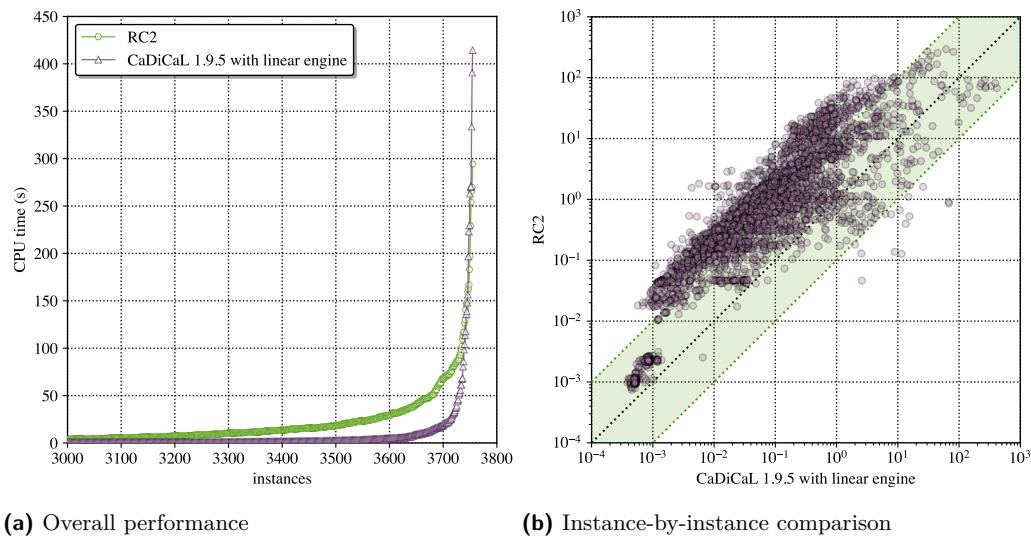 450
400
350
300
250
200
150
100
50
0
CPU time (s)
RC2
CaDiCaL 1.9.5 with linear engine
3000 3100 3200 3300 3400 3500 3600 3700 3800
instances
(a) Overall performance
10³
10²
10¹
10⁰
10⁻¹
10⁻²
10⁻³
10⁻⁴
RC2
10⁻⁴ 10⁻³ 10⁻² 10⁻¹ 10⁰ 10¹ 10² 10³
CaDiCaL 1.9.5 with linear engine
(b) Instance-by-instance comparison